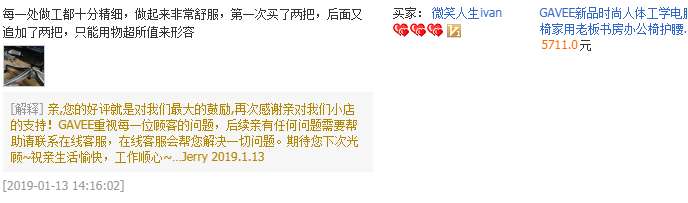 每一处做工都十分精细，做起来非常舒服，第一次买了两把，后面又
追加了两把，只能用物超所值来形容
[解释] 亲,您的好评就是对我们最大的鼓励,再次感谢亲对我们小店
的支持！GAVEE重视每一位顾客的问题，后续亲有任何问题需要帮
助请联系在线客服，在线客服会帮您解决一切问题。期待您下次光
顾~祝亲生活愉快，工作顺心~...Jerry 2019.1.13
[2019-01-13 14:16:02]
买家： 微笑人生ivan
GAVEE新品时尚人体工学电脑
椅家用老板书房办公椅护腰.
5711.0 元